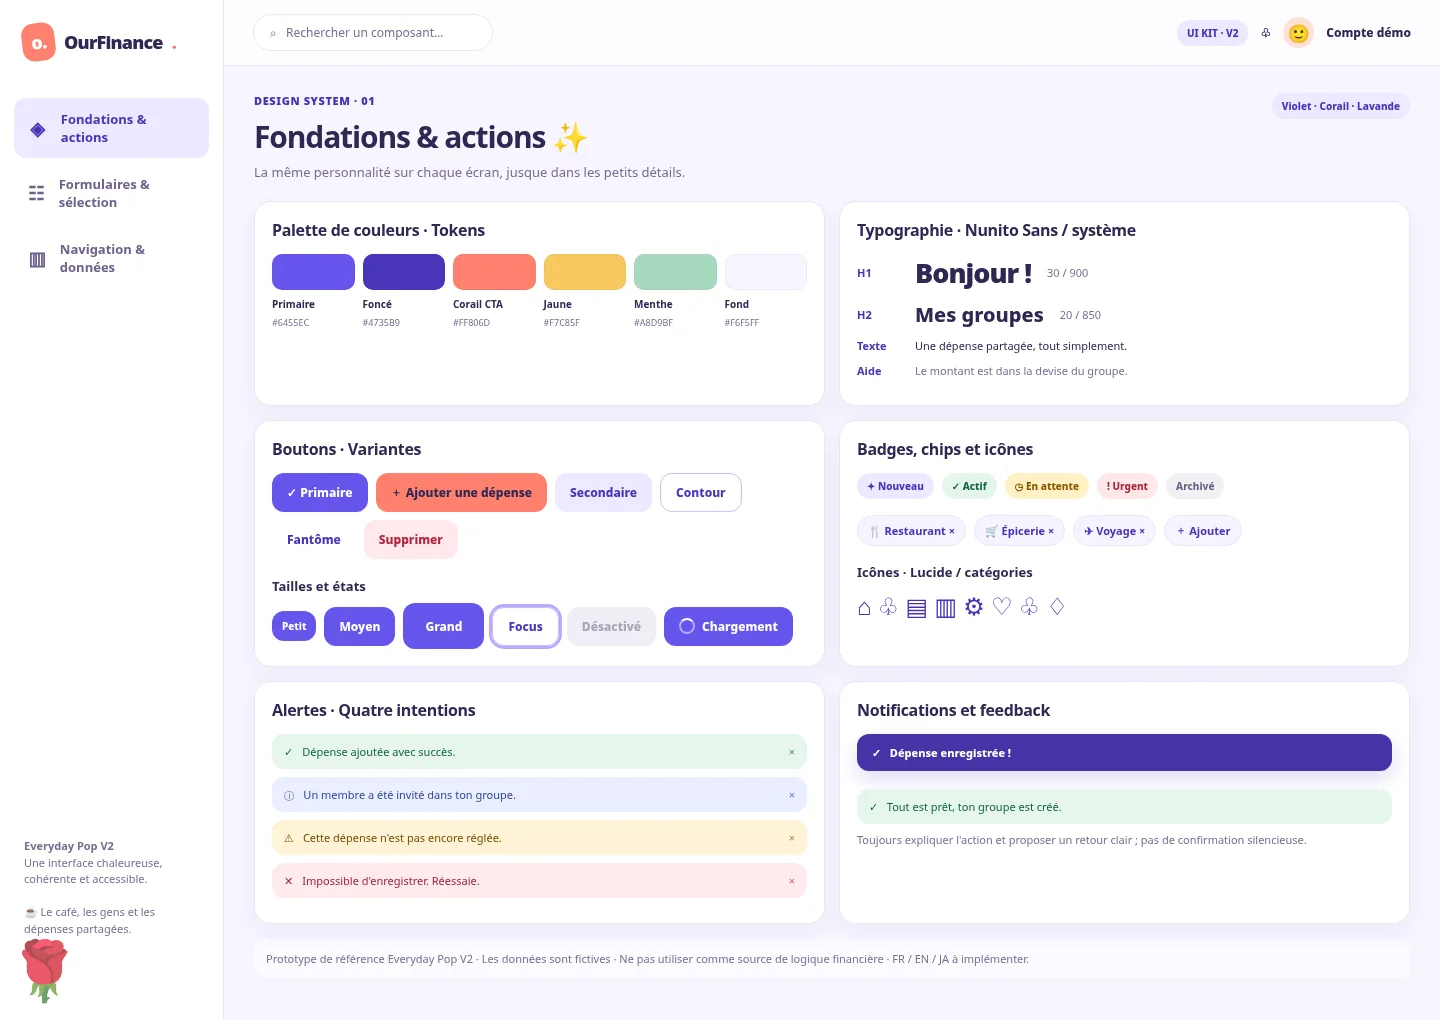 o. OurFinance .
Rechercher un composant...
UI KIT · V2
Compte démo
Fondations &
actions
Formulaires &
sélection
Navigation &
données
Everyday Pop V2
Une interface chaleureuse,
cohérente et accessible.
☕ Le café, les gens et les
dépenses partagées.
DESIGN SYSTEM · 01
Violet · Corail · Lavande
Fondations & actions ✨
La même personnalité sur chaque écran, jusque dans les petits détails.
Palette de couleurs · Tokens
Primaire
#6455EC
Foncé
#4735B9
Corail CTA
#FF806D
Jaune
#F7C85F
Menthe
#A8D9BF
Fond
#F6F5FF
Typographie · Nunito Sans / système
H1 Bonjour ! 30 / 900
H2 Mes groupes 20 / 850
Texte Une dépense partagée, tout simplement.
Aide Le montant est dans la devise du groupe.
Boutons · Variantes
✓ Primaire
+ Ajouter une dépense
Secondaire
Contour
Fantôme
Supprimer
Tailles et états
Petit
Moyen
Grand
Focus
Désactivé
Chargement
Badges, chips et icônes
✦ Nouveau
✓ Actif
◷ En attente
! Urgent
Archivé
🍴 Restaurant ×
🛒 Épicerie ×
✈ Voyage ×
+ Ajouter
Icônes · Lucide / catégories
Alertes · Quatre intentions
✓ Dépense ajoutée avec succès. ×
ⓘ Un membre a été invité dans ton groupe. ×
⚠ Cette dépense n'est pas encore réglée. ×
✕ Impossible d'enregistrer. Réessaie. ×
Notifications et feedback
✓ Dépense enregistrée !
✓ Tout est prêt, ton groupe est créé.
Toujours expliquer l'action et proposer un retour clair ; pas de confirmation silencieuse.
Prototype de référence Everyday Pop V2 · Les données sont fictives · Ne pas utiliser comme source de logique financière · FR / EN / JA à implémenter.